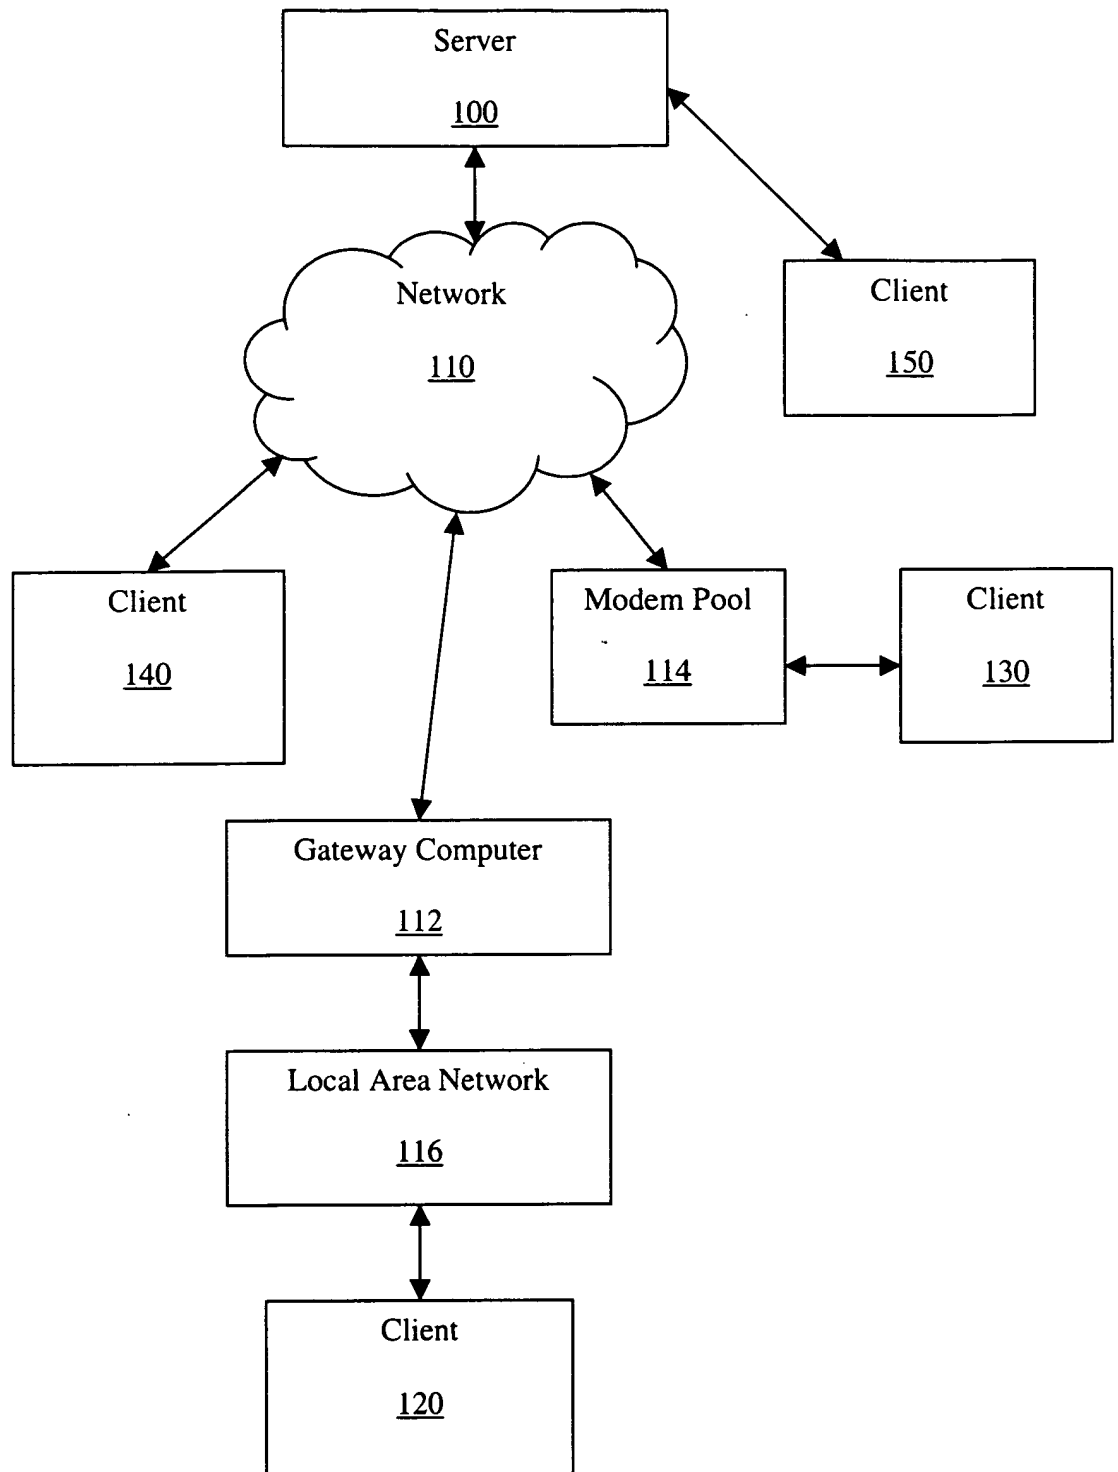 Server
100
Network
110
Client
150
Client
140
Modem Pool
114
Client
130
Gateway Computer
112
Local Area Network
116
Client
120